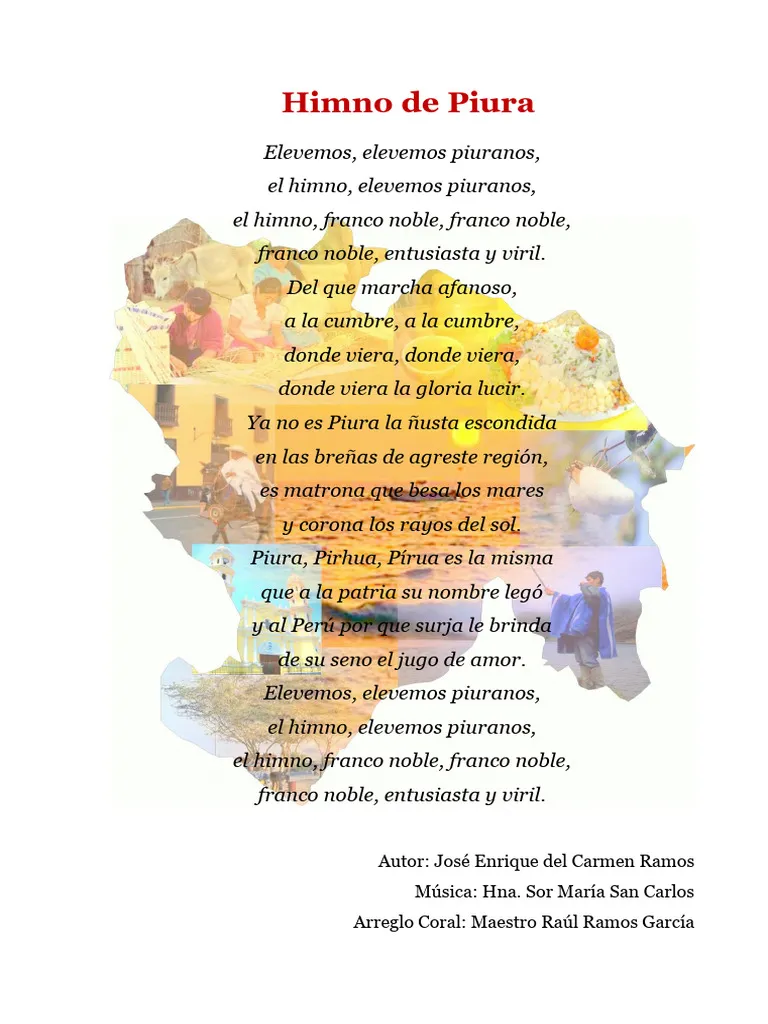 Himno de Piura
Elevemos, elevemos piuranos,
el himno, elevemos piuranos,
el himno, franco noble, franco noble,
franco noble, entusiasta y viril.
Del que marcha afanoso,
a la cumbre, a la cumbre,
donde viera, donde viera,
donde viera la gloria lucir.
Ya no es Piura la ñusta escondida
en las breñas de agreste región,
es matrona que besa los mares
y corona los rayos del sol.
Piura, Pirhua, Pírua es la misma
que a la patria su nombre legó
y al Perú por que surja le brinda
de su seno el jugo de amor.
Elevemos, elevemos piuranos,
el himno, elevemos piuranos,
el himno, franco noble, franco noble,
franco noble, entusiasta y viril.
Autor: José Enrique del Carmen Ramos
Música: Hna. Sor María San Carlos
Arreglo Coral: Maestro Raúl Ramos García